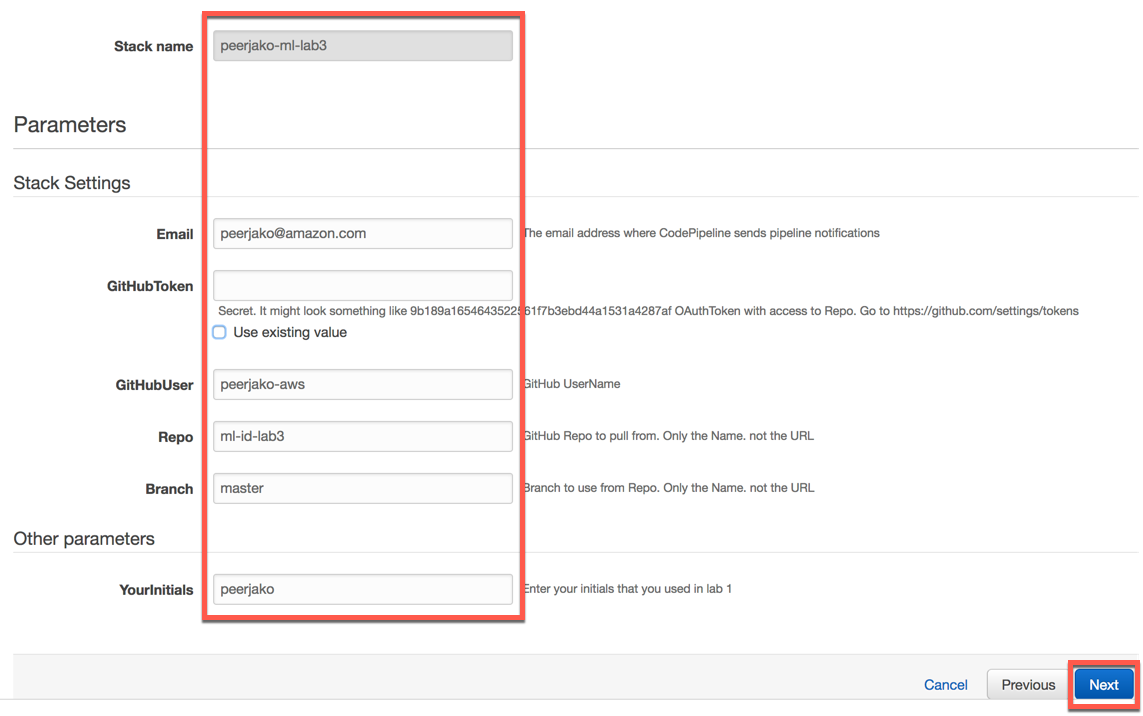 Stack name peerjako-ml-lab3
Parameters
Stack Settings
Email peerjako@amazon.com The email address where CodePipeline sends pipeline notifications
GitHubToken
Secret. It might look something like 9b189a1654643522561f7b3ebd44a1531a4287af OAuthToken with access to Repo. Go to https://github.com/settings/tokens
Use existing value
GitHubUser peerjako-aws GitHub UserName
Repo ml-id-lab3 GitHub Repo to pull from. Only the Name. not the URL
Branch master Branch to use from Repo. Only the Name. not the URL
Other parameters
YourInitials peerjako Enter your initials that you used in lab 1
Cancel Previous Next